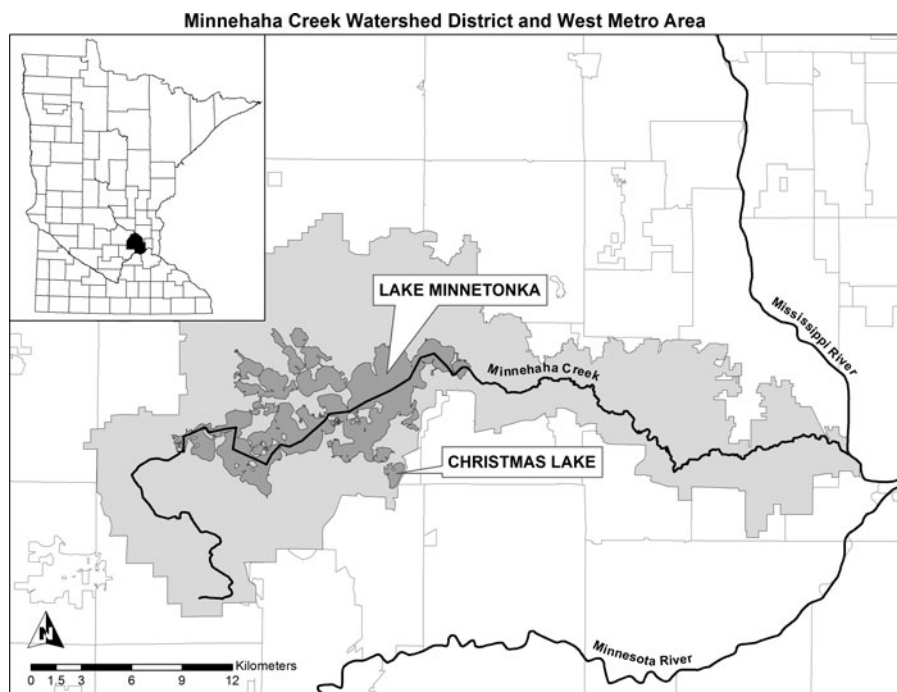 Minnehaha Creek Watershed District and West Metro Area
LAKE MINNETONKA
Mississippi River
Minnehaha Creek
CHRISTMAS LAKE
Minnesota River
N
Kilometers
0 1.5 3 6 9 12